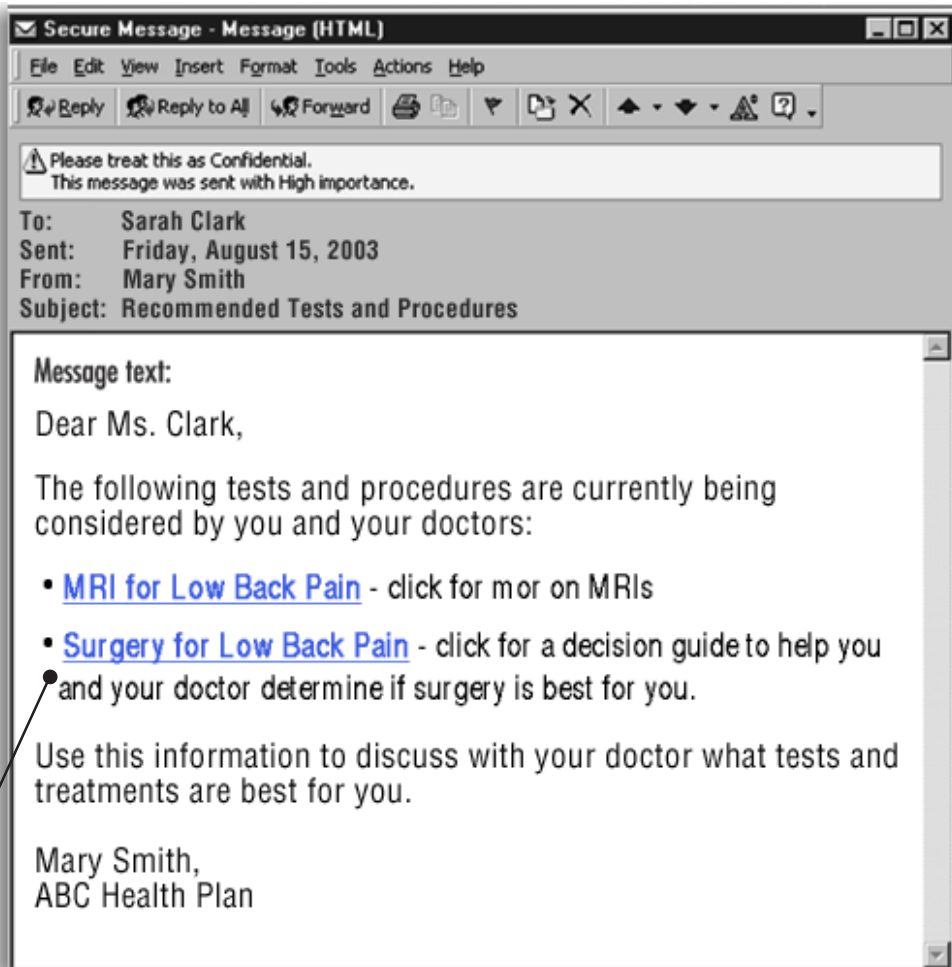 Secure Message - Message (HTML)
File Edit View Insert Format Tools Actions Help
Reply Reply to All Forward
Please treat this as Confidential.
This message was sent with High importance.
To: Sarah Clark
Sent: Friday, August 15, 2003
From: Mary Smith
Subject: Recommended Tests and Procedures
Message text:
Dear Ms. Clark,
The following tests and procedures are currently being
considered by you and your doctors:
• MRI for Low Back Pain - click for mor on MRIs
• Surgery for Low Back Pain - click for a decision guide to help you
and your doctor determine if surgery is best for you.
Use this information to discuss with your doctor what tests and
treatments are best for you.
Mary Smith,
ABC Health Plan